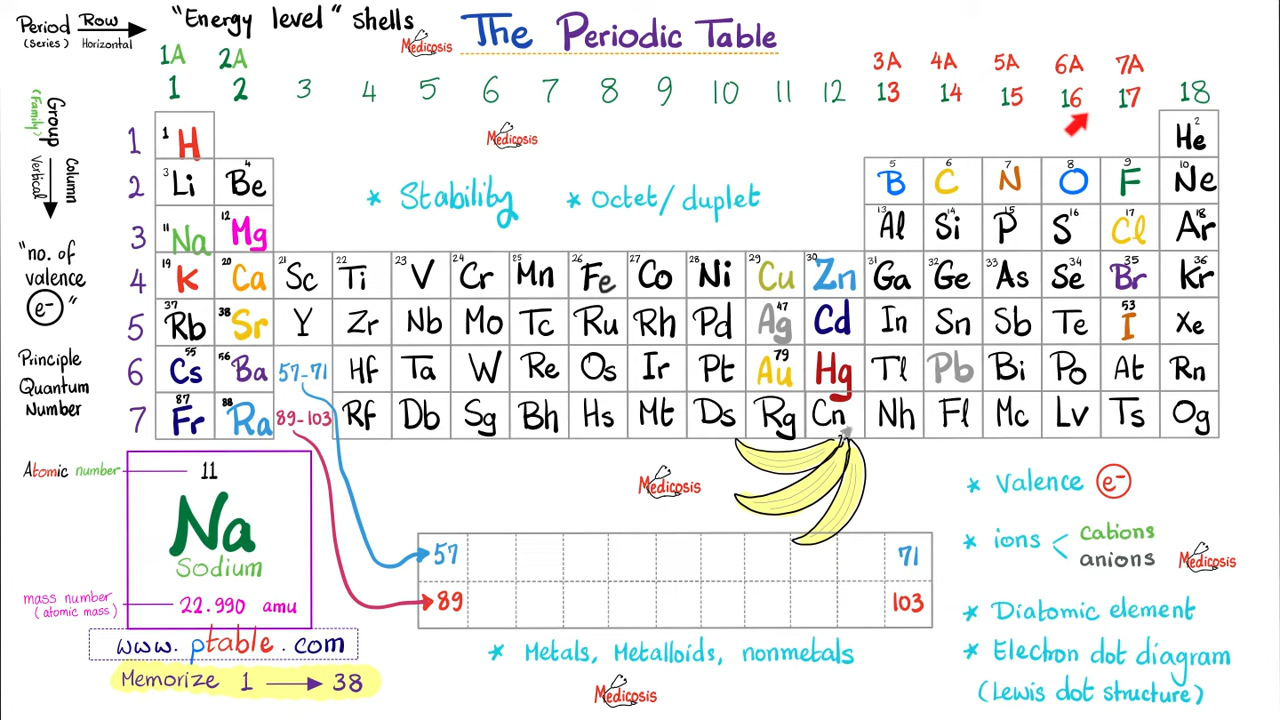 Period Row "Energy level" shells
(Series) Horizontal
The Periodic Table
Medicosis
1A 2A 3A 4A 5A 6A 7A
1 2 3 4 5 6 7 8 9 10 11 12 13 14 15 16 17 18
Group
(Family)
Column
Vertical
"no. of
valence
e-"
Principle
Quantum
Number
1 1 H 2 He
Medicosis
2 3 Li 4 Be 5 B 6 C 7 N 8 O 9 F 10 Ne
* Stability * Octet/duplet
3 11 Na 12 Mg 13 Al 14 Si 15 P 16 S 17 Cl 18 Ar
4 19 K 20 Ca 21 Sc 22 Ti 23 V 24 Cr 25 Mn 26 Fe 27 Co 28 Ni 29 Cu 30 Zn 31 Ga 32 Ge 33 As 34 Se 35 Br 36 Kr
5 37 Rb 38 Sr Y Zr Nb Mo Tc Ru Rh Pd 47 Ag Cd In Sn Sb Te 53 I Xe
6 55 Cs 56 Ba 57-71 Hf Ta W Re Os Ir Pt 79 Au Hg Tl Pb Bi Po At Rn
7 87 Fr 88 Ra 89-103 Rf Db Sg Bh Hs Mt Ds Rg Cn Nh Fl Mc Lv Ts Og
Atomic number 11
Na
Sodium
mass number
(atomic mass) 22.990 amu
www.ptable.com
Memorize 1 38
Medicosis
57 71
89 103
* Metals, Metalloids, nonmetals
Medicosis
* Valence e-
* ions < cations
anions
Medicosis
* Diatomic element
* Electron dot diagram
(Lewis dot structure)